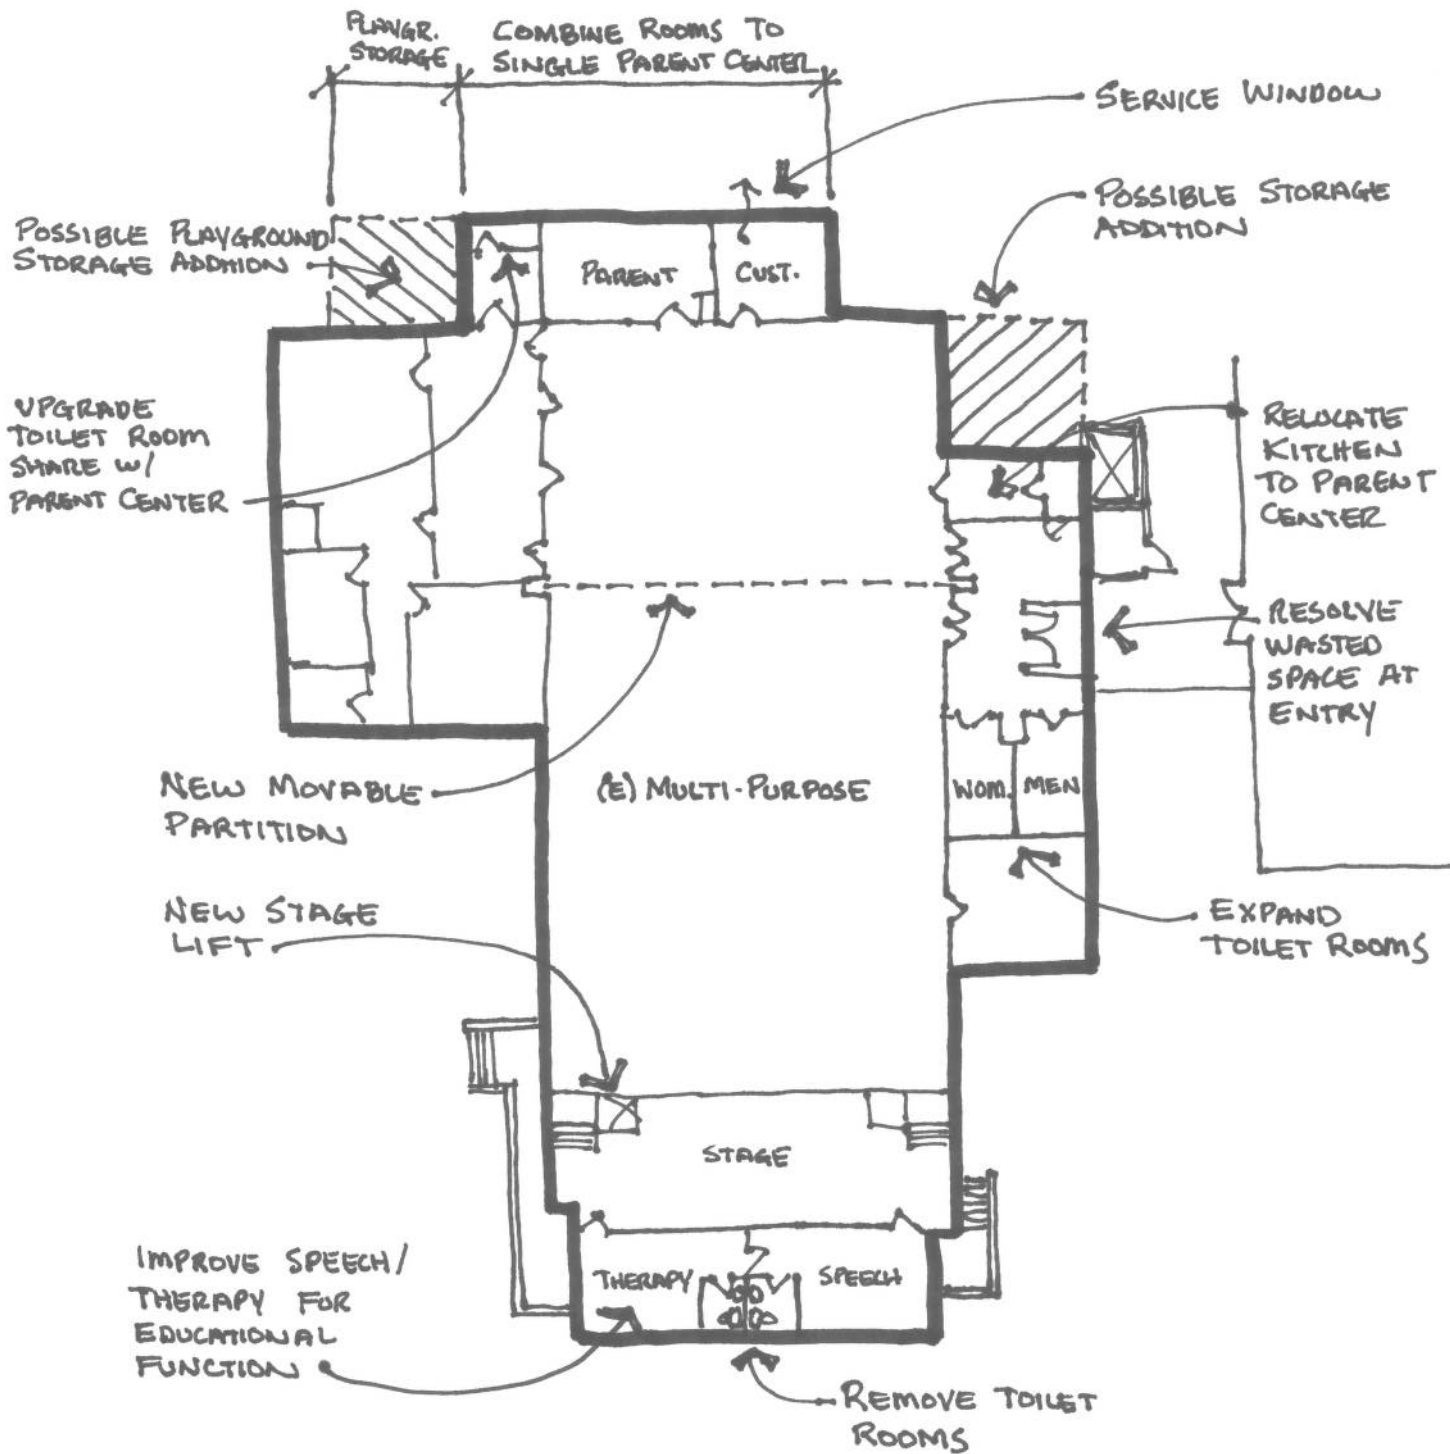 PLAYGR.
STORAGE
COMBINE ROOMS TO
SINGLE PARENT CENTER
SERVICE WINDOW
POSSIBLE STORAGE
ADDITION
POSSIBLE PLAYGROUND
STORAGE ADDITION
PARENT
CUST.
UPGRADE
TOILET ROOM
SHARE W/
PARENT CENTER
RELOCATE
KITCHEN
TO PARENT
CENTER
RESOLVE
WASTED
SPACE AT
ENTRY
NEW MOVABLE
PARTITION
(E) MULTI-PURPOSE
WOM.
MEN
NEW STAGE
LIFT
EXPAND
TOILET ROOMS
STAGE
IMPROVE SPEECH/
THERAPY FOR
EDUCATIONAL
FUNCTION
THERAPY
SPEECH
REMOVE TOILET
ROOMS